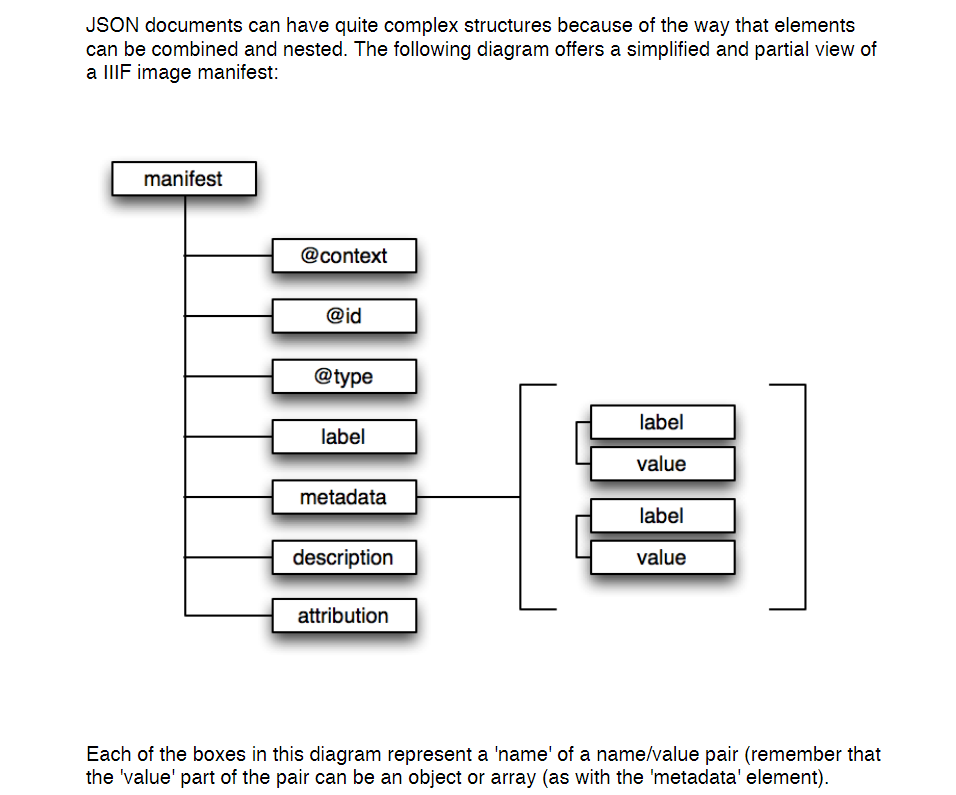 JSON documents can have quite complex structures because of the way that elements
can be combined and nested. The following diagram offers a simplified and partial view of
a IIIF image manifest:
manifest
@context
@id
@type
label
metadata
description
attribution
label
value
label
value
Each of the boxes in this diagram represent a 'name' of a name/value pair (remember that
the 'value' part of the pair can be an object or array (as with the 'metadata' element).